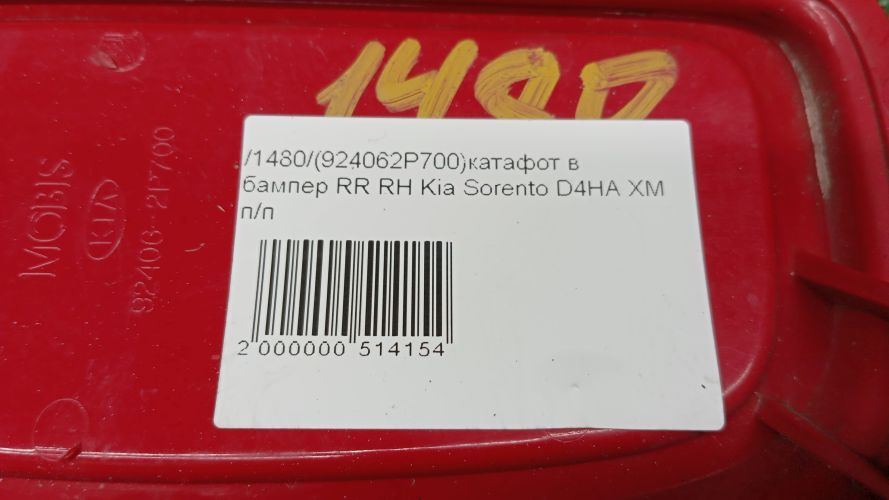 1480
/1480/(924062P700)катафот в
бампер RR RH Kia Sorento D4HA XM
п/п
2 000000 514154
MOBIS
KIA
92406-2P700